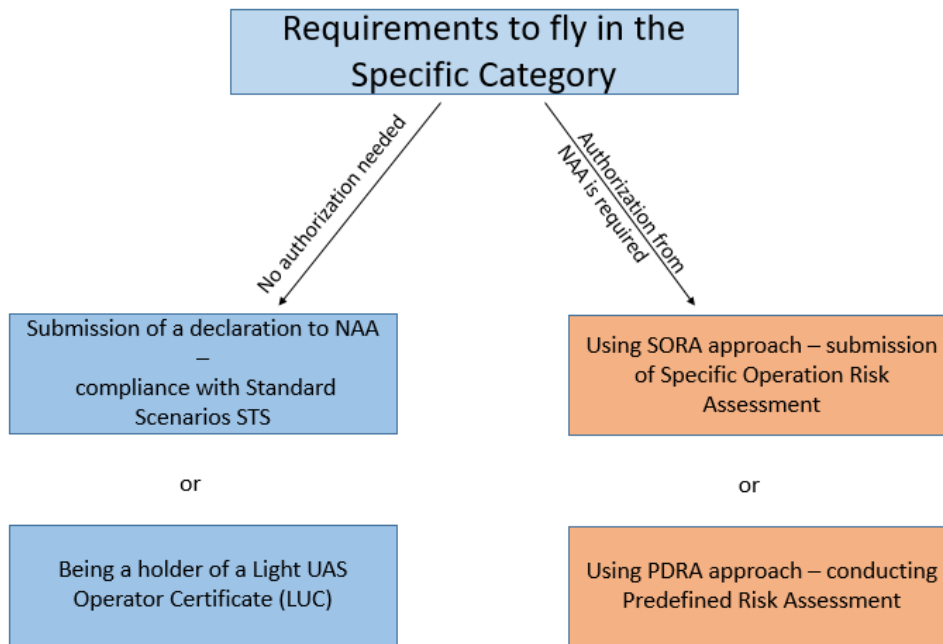 Requirements to fly in the
Specific Category
No authorization needed
Authorization from
NAA is required
Submission of a declaration to NAA
–
compliance with Standard
Scenarios STS
Using SORA approach – submission
of Specific Operation Risk
Assessment
or
or
Being a holder of a Light UAS
Operator Certificate (LUC)
Using PDRA approach – conducting
Predefined Risk Assessment